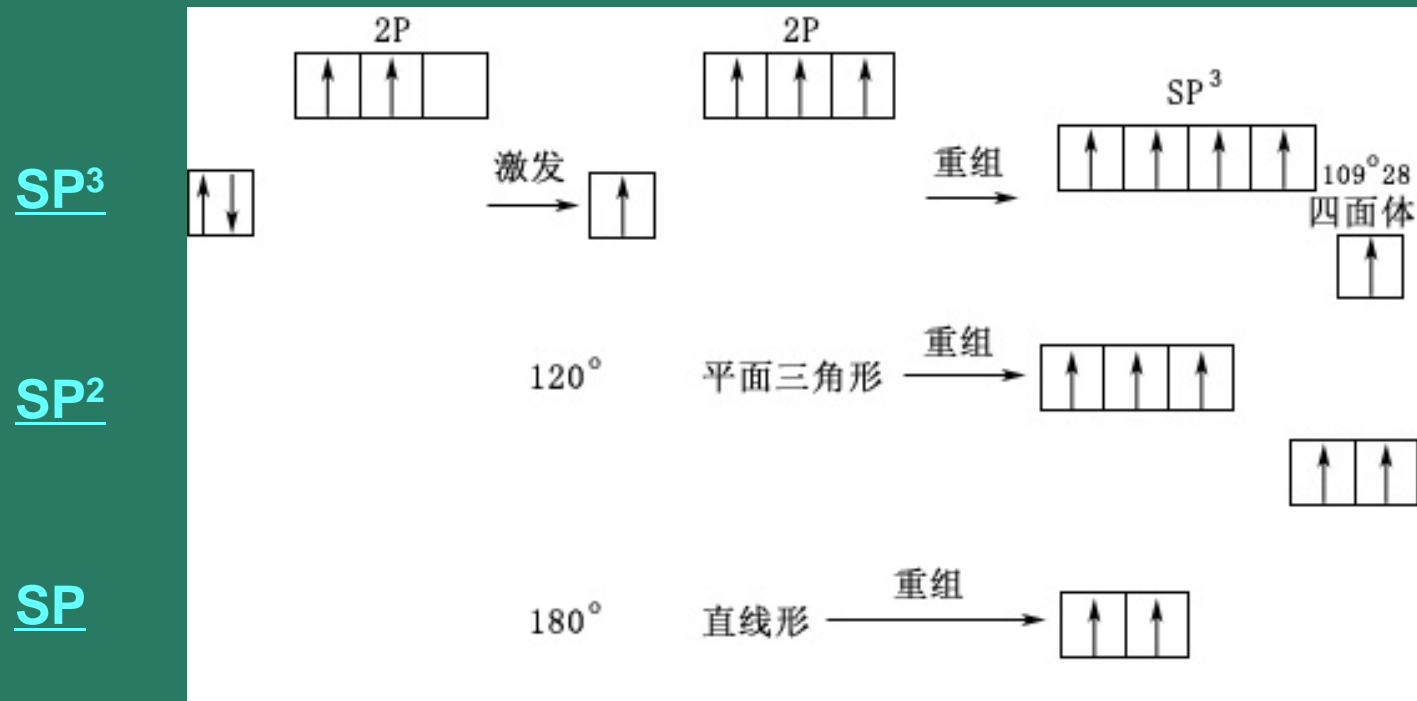 2P 2P
SP³
SP³ 激发 重组 109°28
四面体
重组
SP² 120° 平面三角形
重组
SP 180° 直线形